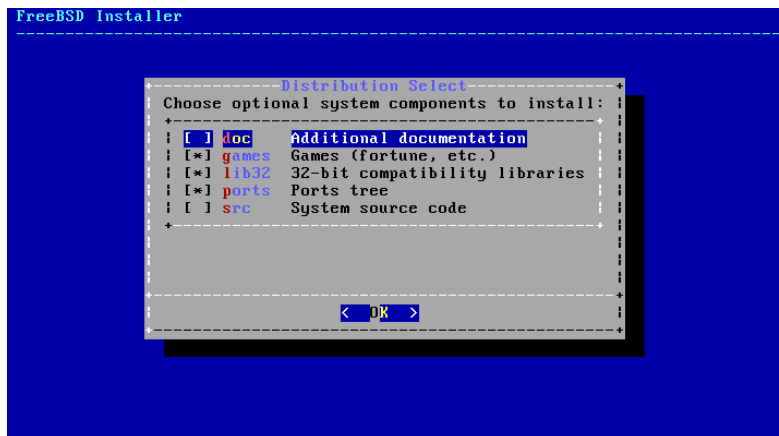 FreeBSD Installer
Distribution Select
Choose optional system components to install:
[ ] doc Additional documentation
[*] games Games (fortune, etc.)
[*] lib32 32-bit compatibility libraries
[*] ports Ports tree
[ ] src System source code
< OK >